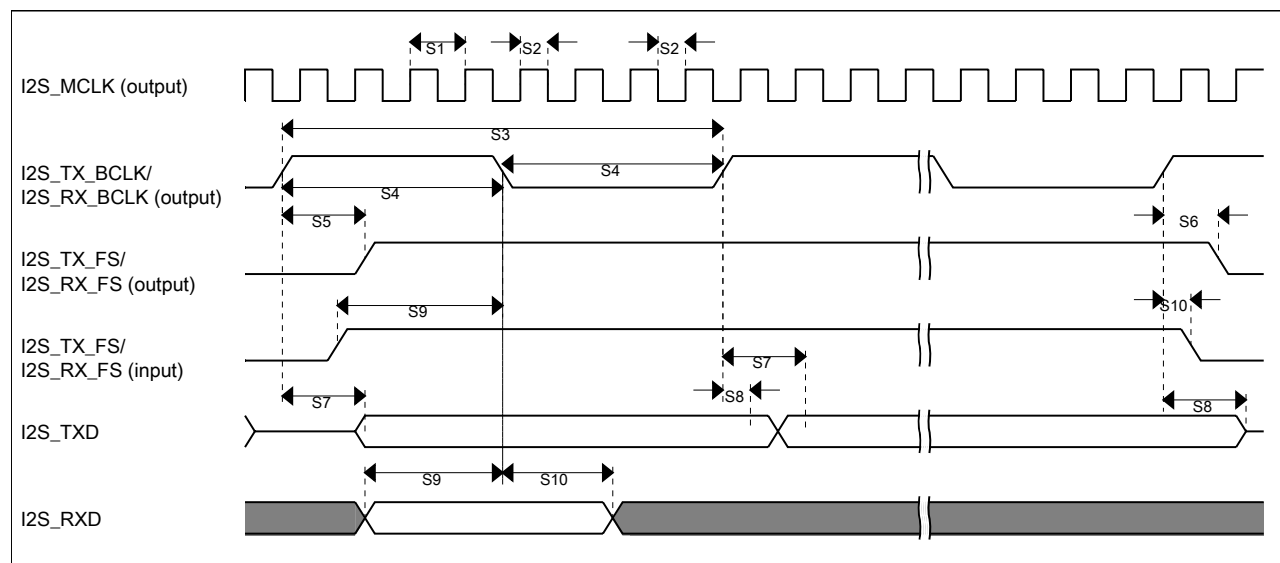 S1
S2
S2
I2S_MCLK (output)
S3
I2S_TX_BCLK/
I2S_RX_BCLK (output)
S4
S4
S5
S6
I2S_TX_FS/
I2S_RX_FS (output)
S9
S10
I2S_TX_FS/
I2S_RX_FS (input)
S7
S7
S8
S8
I2S_TXD
S9
S10
I2S_RXD